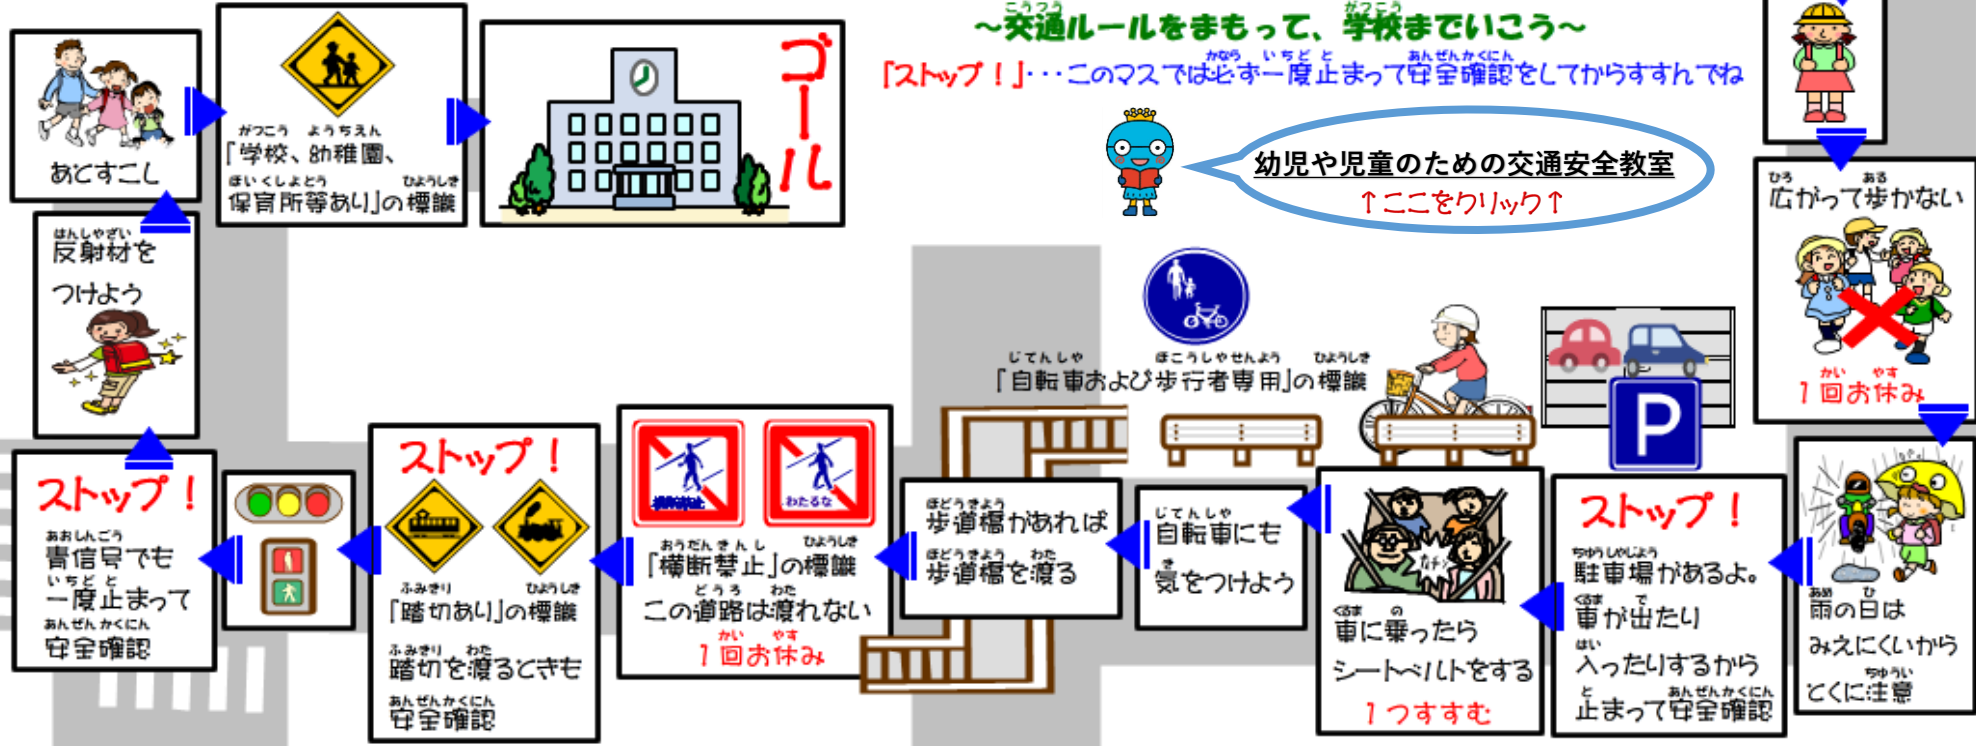 ～交通ルールをまもって、学校までいこう～
「ストップ！」・・・このマスでは必ず一度止まって安全確認をしてからすすんでね
幼児や児童のための交通安全教室
↑ここをクリック↑
広がって歩かない
1回お休み
雨の日は
みえにくいから
とくに注意
P
ストップ！
駐車場があるよ。
車が出たり
入ったりするから
止まって安全確認
カチッ
車に乗ったら
シートベルトをする
1つすすむ
「自転車および歩行者専用」の標識
自転車にも
気をつけよう
歩道橋があれば
歩道橋を渡る
わたるな
「横断禁止」の標識
この道路は渡れない
1回お休み
ストップ！
「踏切あり」の標識
踏切を渡るときも
安全確認
ストップ！
青信号でも
一度止まって
安全確認
反射材を
つけよう
あとすこし
「学校、幼稚園、
保育所等あり」の標識
ゴール